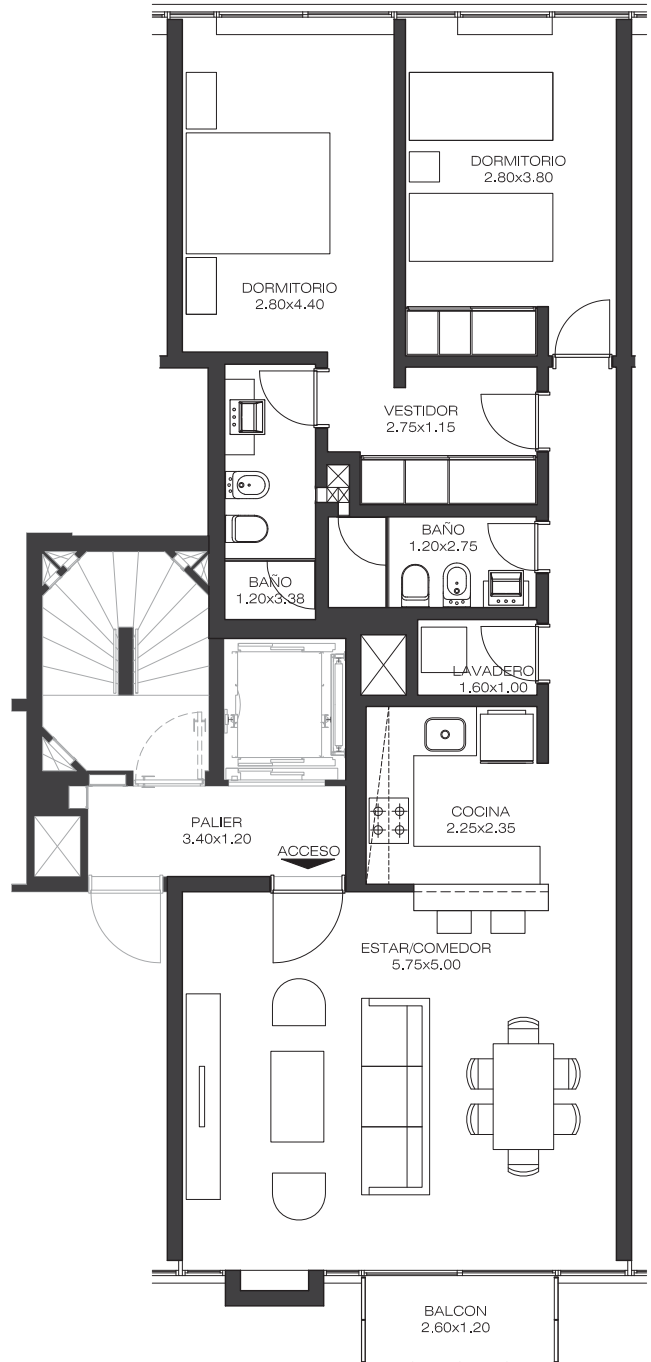 DORMITORIO
2.80x3.80
DORMITORIO
2.80x4.40
VESTIDOR
2.75x1.15
BAÑO
1.20x2.75
BAÑO
1.20x3.38
LAVADERO
1.60x1.00
COCINA
2.25x2.35
PALIER
3.40x1.20
ACCESO
ESTAR/COMEDOR
5.75x5.00
BALCON
2.60x1.20